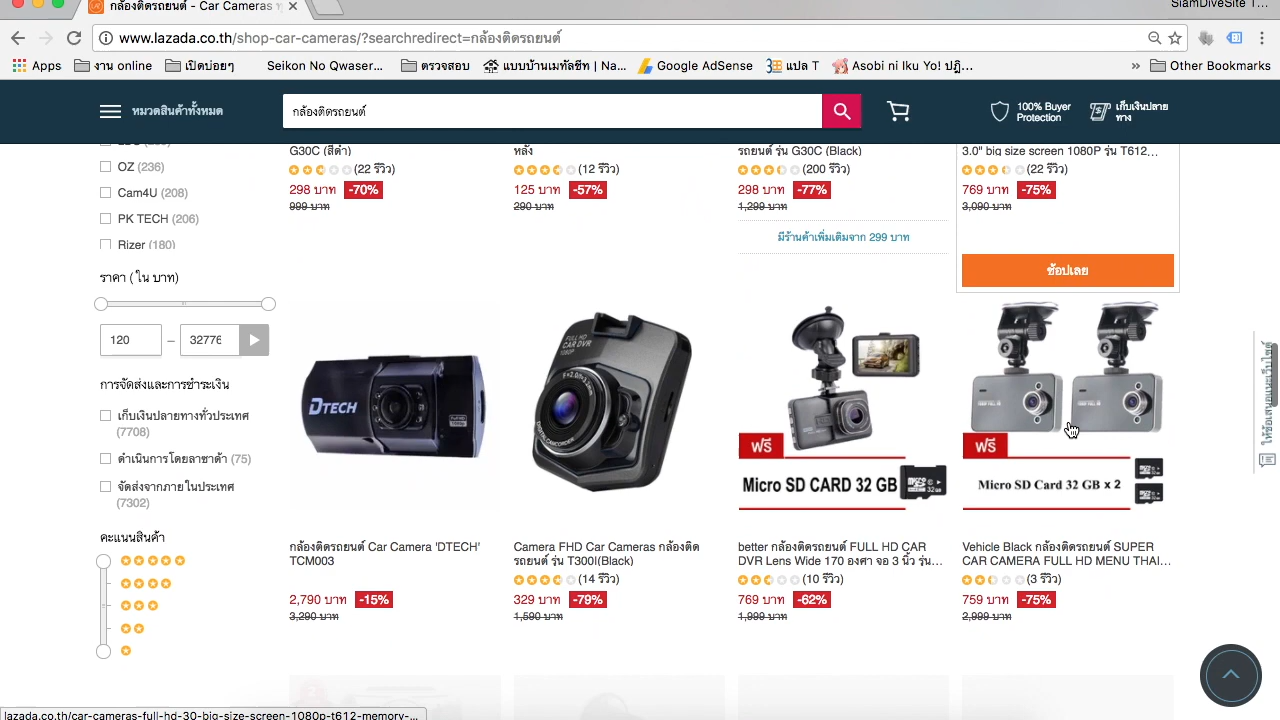 กล้องติดรถยนต์ - Car Cameras
SiamDiveSite T...
www.lazada.co.th/shop-car-cameras/?searchredirect=กล้องติดรถยนต์
Apps
งาน online
เปิดบ่อยๆ
Seikon No Qwaser...
ตรวจสอบ
แบบบ้านเมทัลชีท | Na...
Google AdSense
แปล T
Asobi ni Iku Yo! ปฏิ...
»
Other Bookmarks
หมวดสินค้าทั้งหมด
กล้องติดรถยนต์
100% Buyer
Protection
เก็บเงินปลาย
ทาง
OZ (236)
Cam4U (208)
PK TECH (206)
Rizer (180)
ราคา ( ใน บาท)
120 – 32776
การจัดส่งและการชำระเงิน
เก็บเงินปลายทางทั่วประเทศ
(7708)
ดำเนินการโดยลาซาด้า (75)
จัดส่งจากภายในประเทศ
(7302)
คะแนนสินค้า
G30C (สีดำ)
(22 รีวิว)
298 บาท -70%
999 บาท
หลัง
(12 รีวิว)
125 บาท -57%
290 บาท
รถยนต์ รุ่น G30C (Black)
(200 รีวิว)
298 บาท -77%
1,299 บาท
มีร้านค้าเพิ่มเติมจาก 299 บาท
3.0" big size screen 1080P รุ่น T612...
(22 รีวิว)
769 บาท -75%
3,090 บาท
ช้อปเลย
DTECH
FULL HD
CAR DVR
1080P
DIGITAL CAMCORDER
ฟรี
Micro SD CARD 32 GB
ฟรี
Micro SD Card 32 GB x 2
กล้องติดรถยนต์ Car Camera 'DTECH'
TCM003
2,790 บาท -15%
3,290 บาท
Camera FHD Car Cameras กล้องติด
รถยนต์ รุ่น T300i(Black)
(14 รีวิว)
329 บาท -79%
1,590 บาท
better กล้องติดรถยนต์ FULL HD CAR
DVR Lens Wide 170 องศา จอ 3 นิ้ว รุ่น...
(10 รีวิว)
769 บาท -62%
1,999 บาท
Vehicle Black กล้องติดรถยนต์ SUPER
CAR CAMERA FULL HD MENU THAI...
(3 รีวิว)
759 บาท -75%
2,999 บาท
lazada.co.th/car-cameras-full-hd-30-big-size-screen-1080p-t612-memory-...